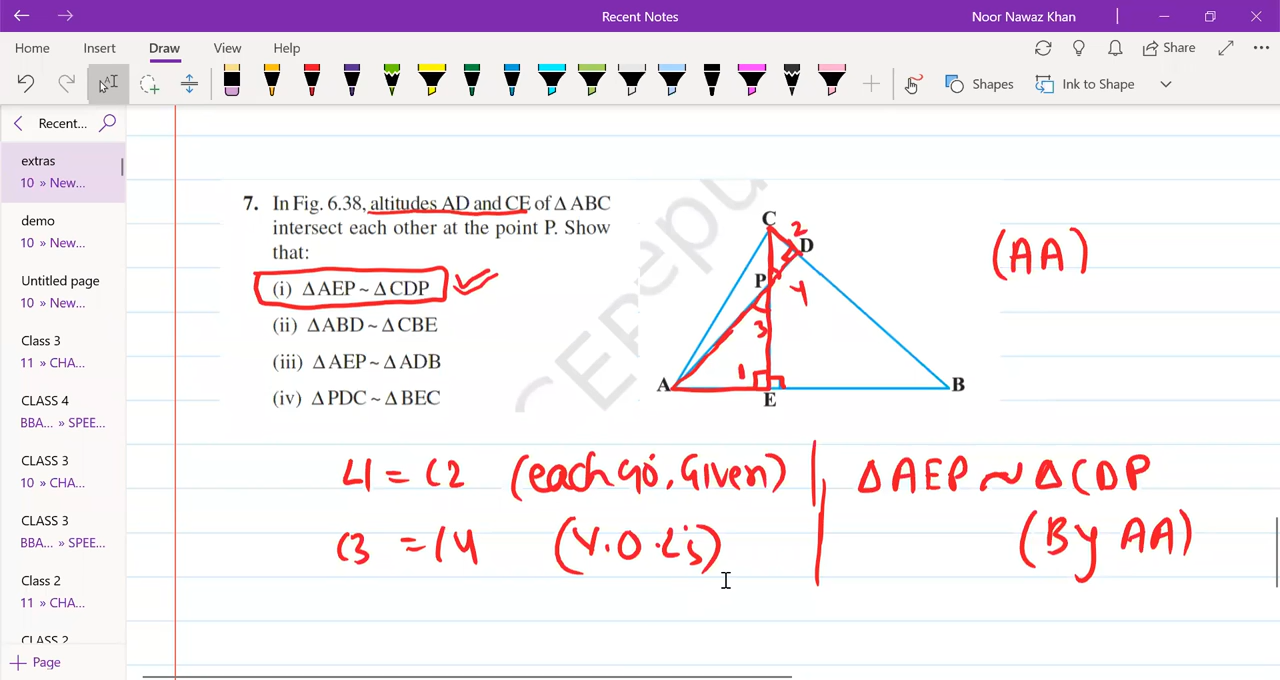 Recent Notes
Noor Nawaz Khan
Home Insert Draw View Help
Share
Shapes
Ink to Shape
Recent...
extras
10 » New...
demo
10 » New...
Untitled page
10 » New...
Class 3
11 » CHA...
CLASS 4
BBA... » SPEE...
CLASS 3
10 » CHA...
CLASS 3
BBA... » SPEE...
Class 2
11 » CHA...
CLASS 2
Page
7. In Fig. 6.38, altitudes AD and CE of Δ ABC
intersect each other at the point P. Show
that:
(i) Δ AEP ~ Δ CDP
(ii) Δ ABD ~ Δ CBE
(iii) Δ AEP ~ Δ ADB
(iv) Δ PDC ~ Δ BEC
C
2
D
P
4
3
1
A
B
E
(AA)
∠1 = ∠2 (each 90°, Given)
∠3 = ∠4 (V.O.∠s)
Δ AEP ~ Δ CDP
(By AA)